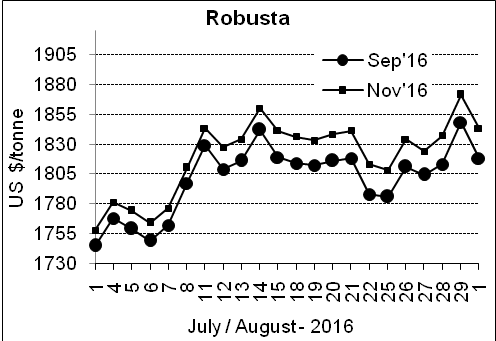 Robusta
US $/tonne
1905
1880
1855
1830
1805
1780
1755
1730
Sep'16
Nov'16
1 4 5 6 7 8 11 12 13 14 15 18 19 20 21 22 25 26 27 28 29 1
July / August- 2016